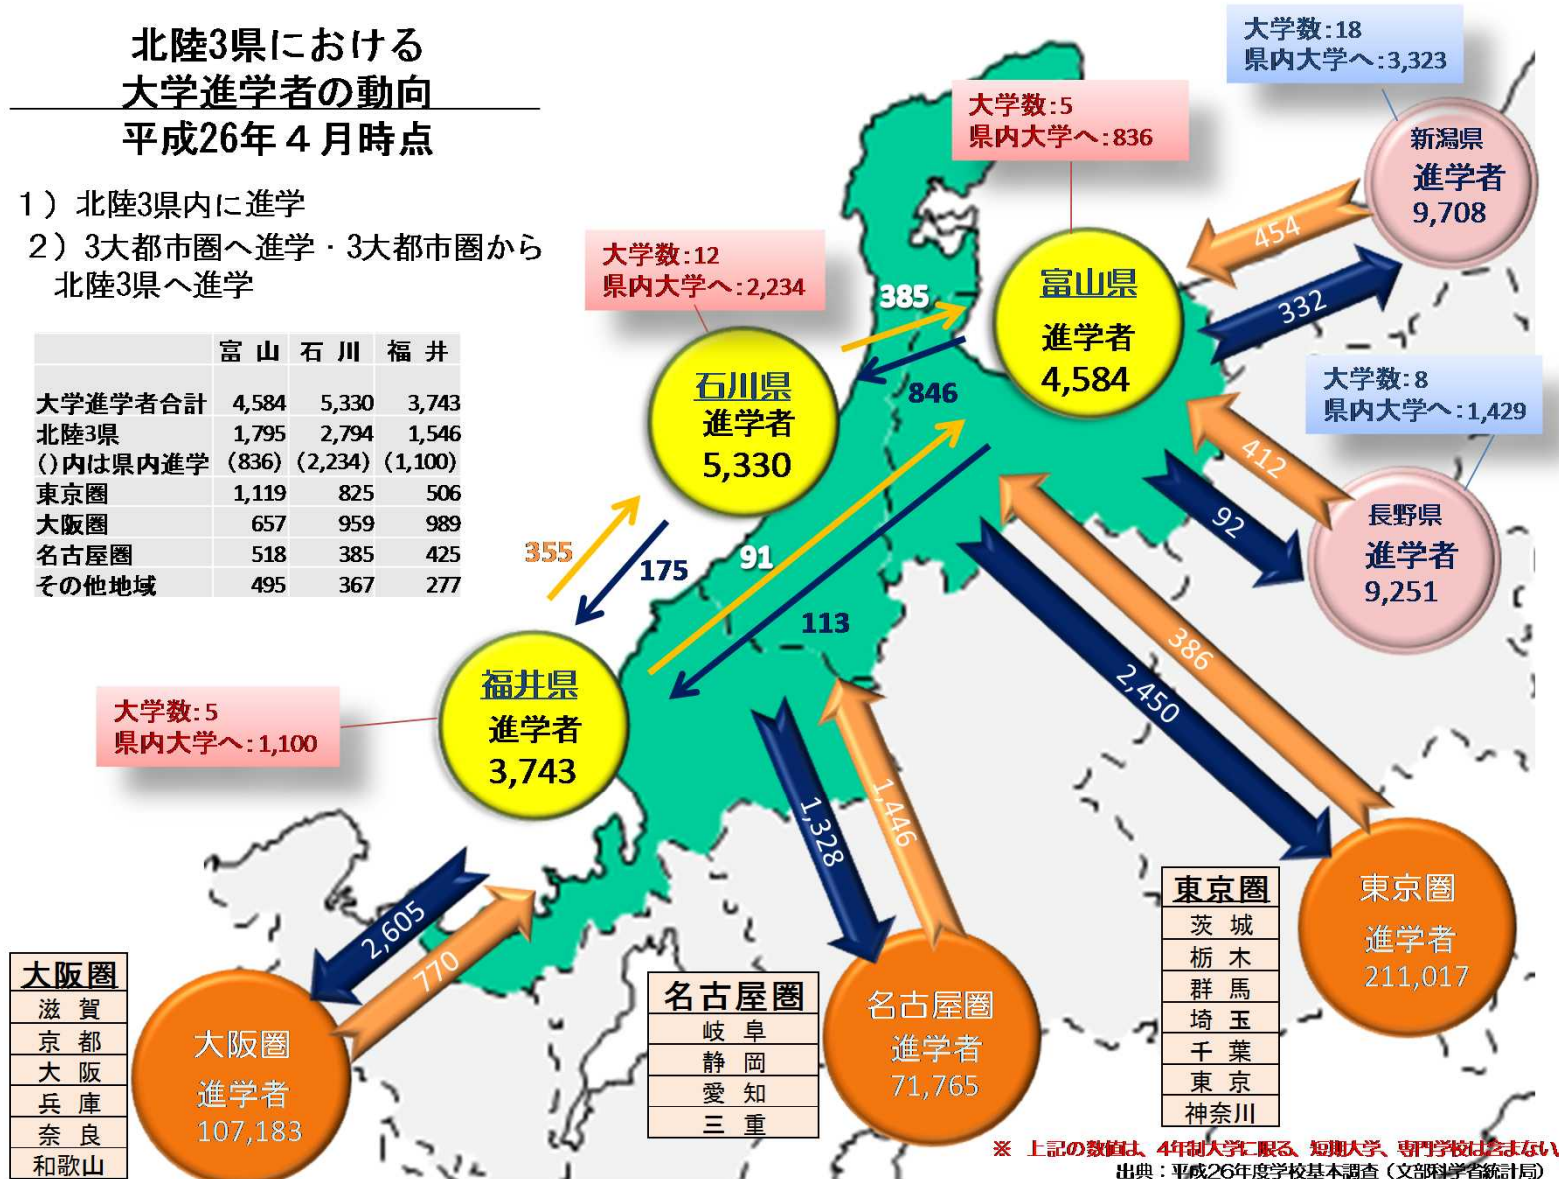 北陸3県における
大学進学者の動向
平成26年４月時点
１）北陸3県内に進学
２）3大都市圏へ進学・3大都市圏から
北陸3県へ進学
富 山 石 川 福 井
大学進学者合計 4,584 5,330 3,743
北陸3県 1,795 2,794 1,546
()内は県内進学 (836) (2,234) (1,100)
東京圏 1,119 825 506
大阪圏 657 959 989
名古屋圏 518 385 425
その他地域 495 367 277
大学数:18
県内大学へ:3,323
新潟県
進学者
9,708
大学数:5
県内大学へ:836
富山県
進学者
4,584
454
332
大学数:12
県内大学へ:2,234
石川県
進学者
5,330
385
846
大学数:8
県内大学へ:1,429
長野県
進学者
9,251
412
92
355
175
91
113
大学数:5
県内大学へ:1,100
福井県
進学者
3,743
386
2,450
1,328
1,446
2,605
770
大阪圏
滋 賀
京 都
大 阪
兵 庫
奈 良
和歌山
大阪圏
進学者
107,183
名古屋圏
岐 阜
静 岡
愛 知
三 重
名古屋圏
進学者
71,765
東京圏
茨 城
栃 木
群 馬
埼 玉
千 葉
東 京
神奈川
東京圏
進学者
211,017
※ 上記の数値は、4年制大学に限る、短期大学、専門学校は含まない
出典：平成26年度学校基本調査（文部科学省統計局）